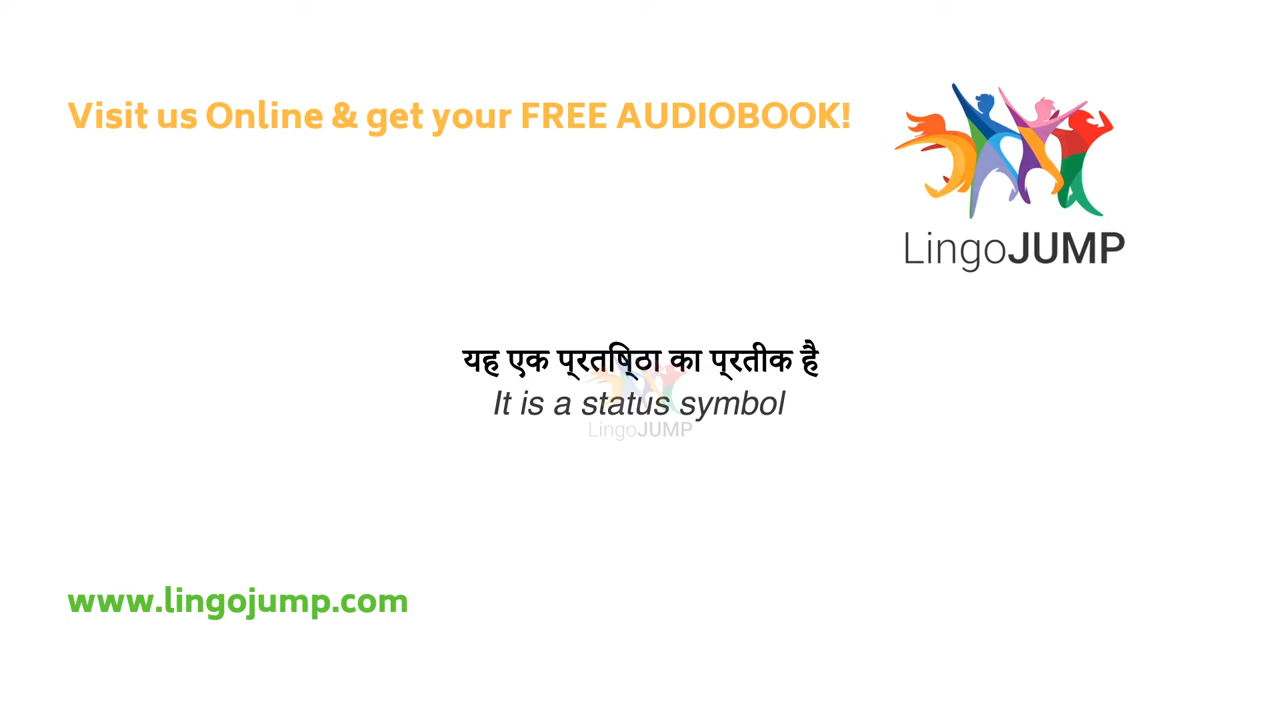 Visit us Online & get your FREE AUDIOBOOK!
LingoJUMP
यह एक प्रतिष्ठा का प्रतीक है
It is a status symbol
LingoJUMP
www.lingojump.com